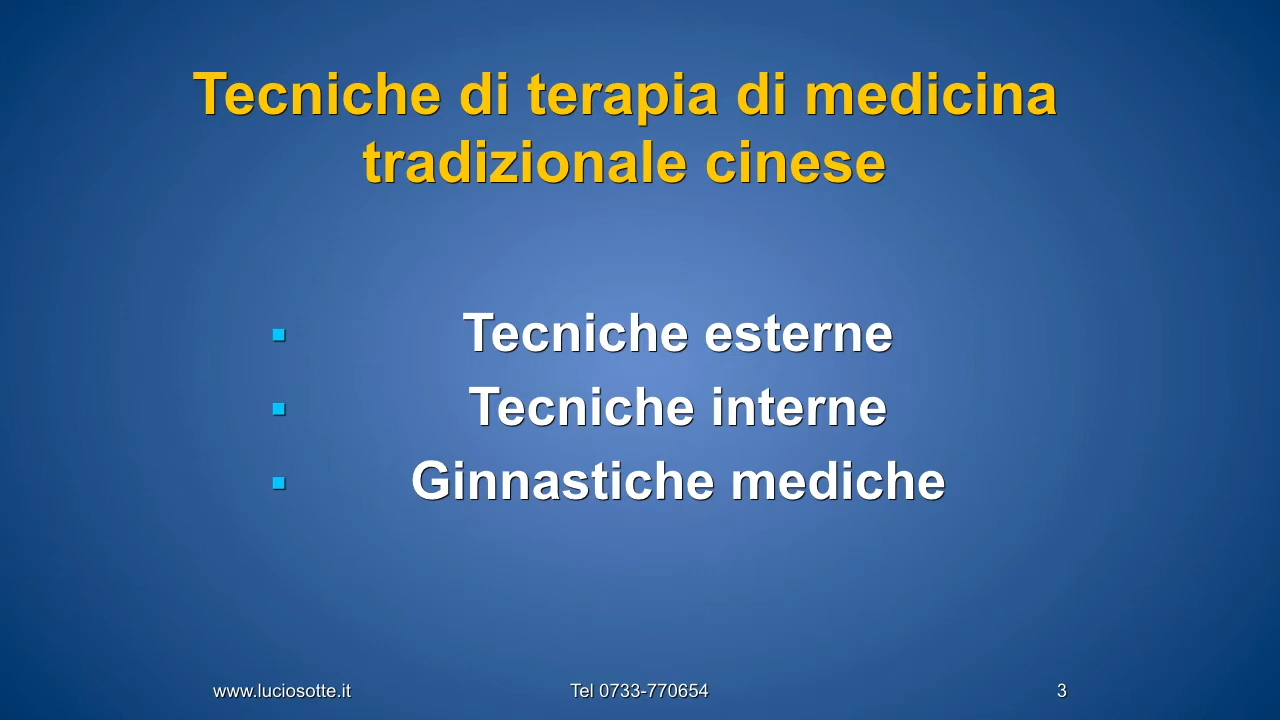 Tecniche di terapia di medicina
tradizionale cinese
▪ Tecniche esterne
▪ Tecniche interne
▪ Ginnastiche mediche
www.luciosotte.it Tel 0733-770654 3